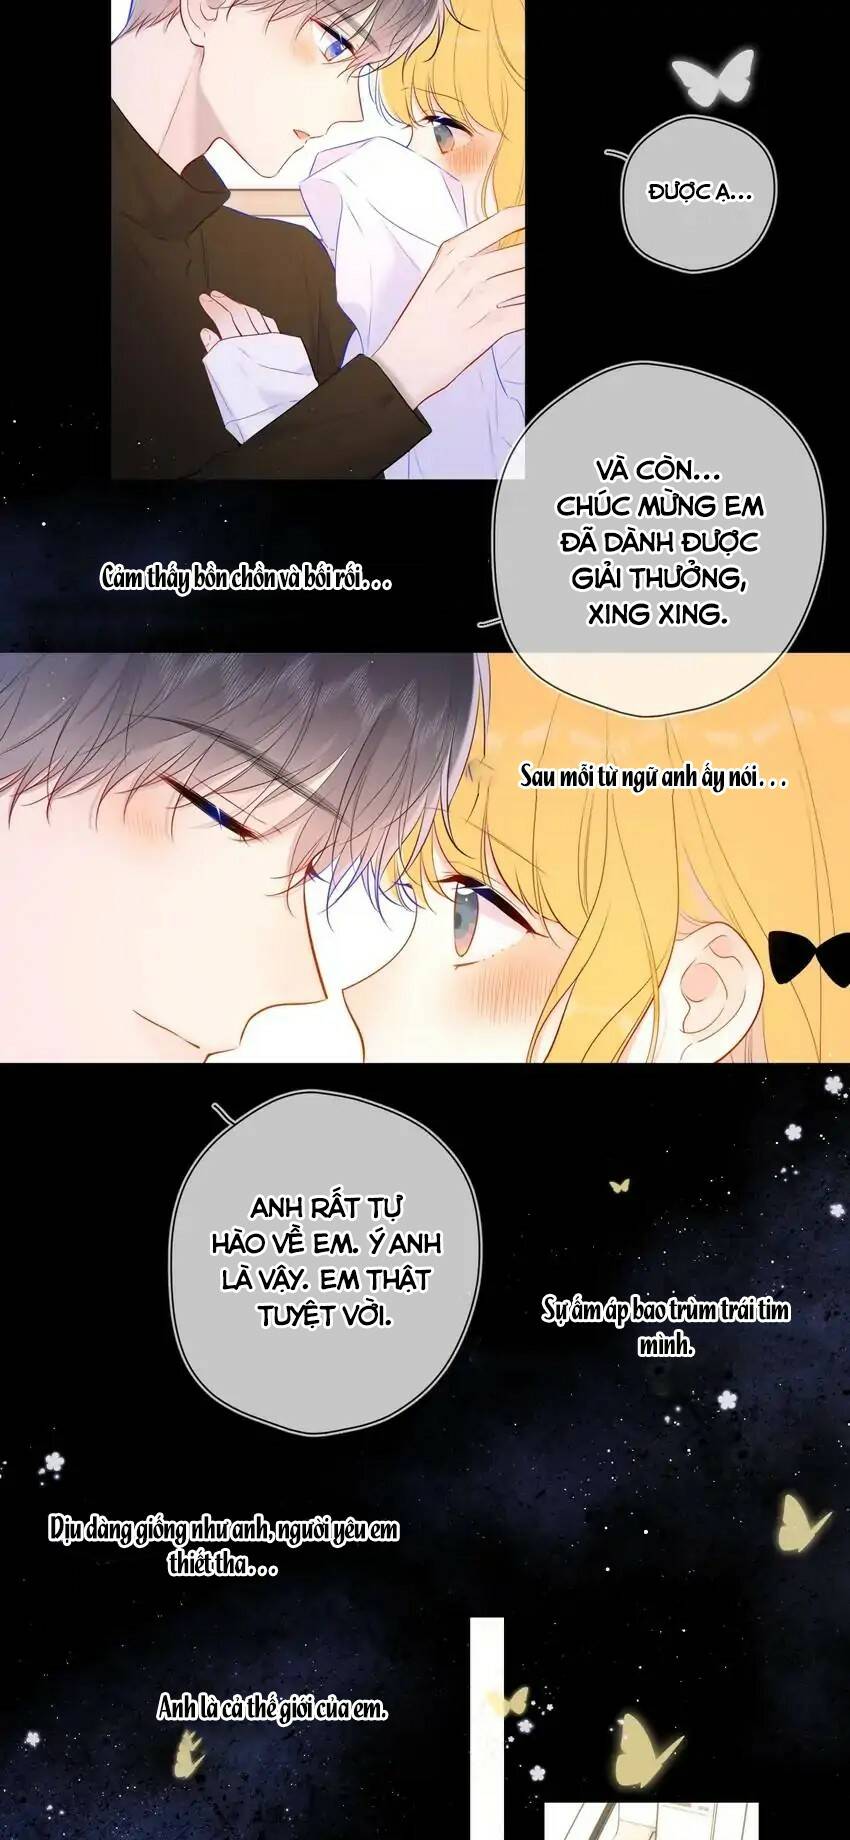 ĐƯỢC Ạ...
VÀ CÒN...
CHÚC MỪNG EM
ĐÃ DÀNH ĐƯỢC
GIẢI THƯỞNG,
XING XING.
Cảm thấy bồn chồn và bối rối...
Sau mỗi từ ngữ anh ấy nói...
ANH RẤT TỰ
HÀO VỀ EM. Ý ANH
LÀ VẬY. EM THẬT
TUYỆT VỜI.
Sự ấm áp bao trùm trái tim
mình.
Dịu dàng giống như anh, người yêu em
thiết tha...
Anh là cả thế giới của em.